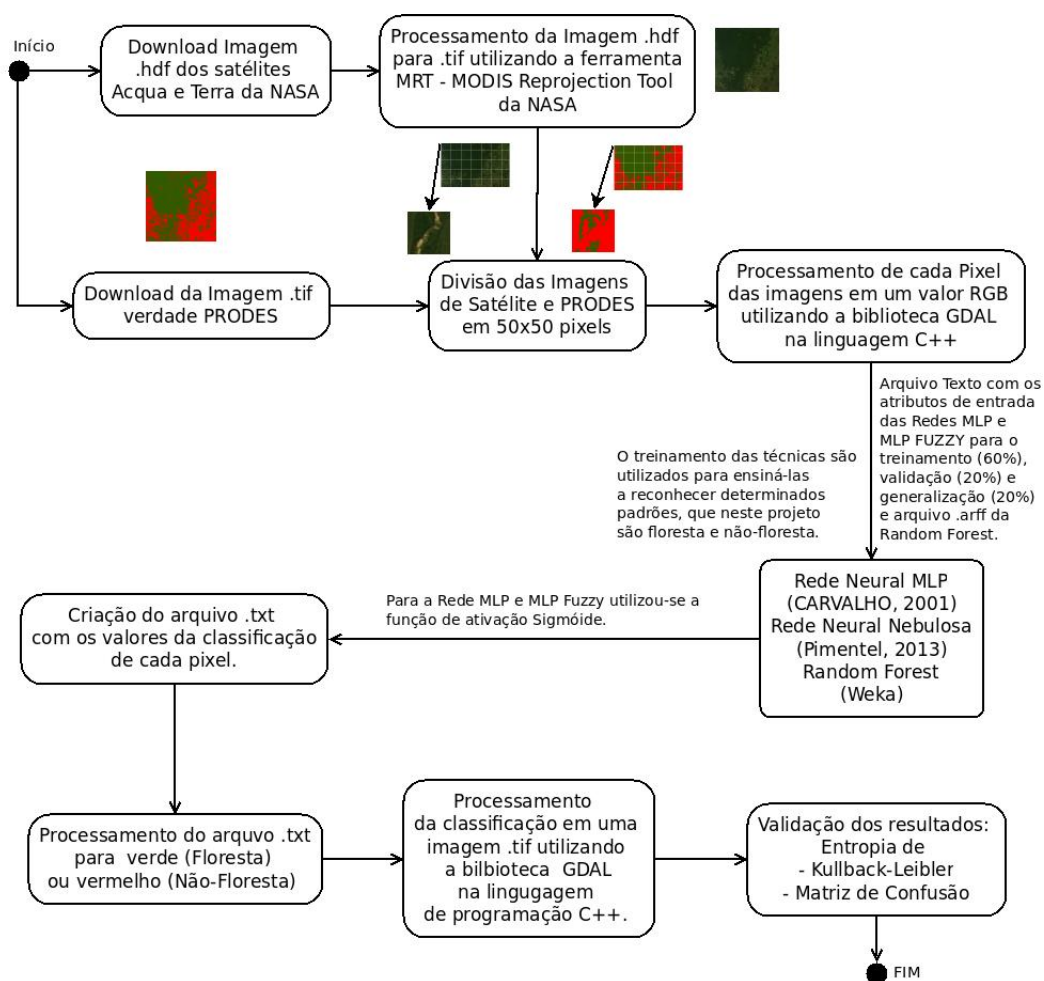 Início
Download Imagem
.hdf dos satélites
Acqua e Terra da NASA
Processamento da Imagem .hdf
para .tif utilizando a ferramenta
MRT - MODIS Reprojection Tool
da NASA
Download da Imagem .tif
verdade PRODES
Divisão das Imagens
de Satélite e PRODES
em 50x50 pixels
Processamento de cada Pixel
das imagens em um valor RGB
utilizando a biblioteca GDAL
na linguagem C++
Arquivo Texto com os
atributos de entrada
das Redes MLP e
MLP FUZZY para o
treinamento (60%),
validação (20%) e
generalização (20%)
e arquivo .arff da
Random Forest.
O treinamento das técnicas são
utilizados para ensiná-las
a reconhecer determinados
padrões, que neste projeto
são floresta e não-floresta.
Rede Neural MLP
(CARVALHO, 2001)
Rede Neural Nebulosa
(Pimentel, 2013)
Random Forest
(Weka)
Para a Rede MLP e MLP Fuzzy utilizou-se a
função de ativação Sigmóide.
Criação do arquivo .txt
com os valores da classificação
de cada pixel.
Processamento do arquvo .txt
para verde (Floresta)
ou vermelho (Não-Floresta)
Processamento
da classificação em uma
imagem .tif utilizando
a bilbioteca GDAL
na lingugagem
de programação C++.
Validação dos resultados:
Entropia de
- Kullback-Leibler
- Matriz de Confusão
FIM